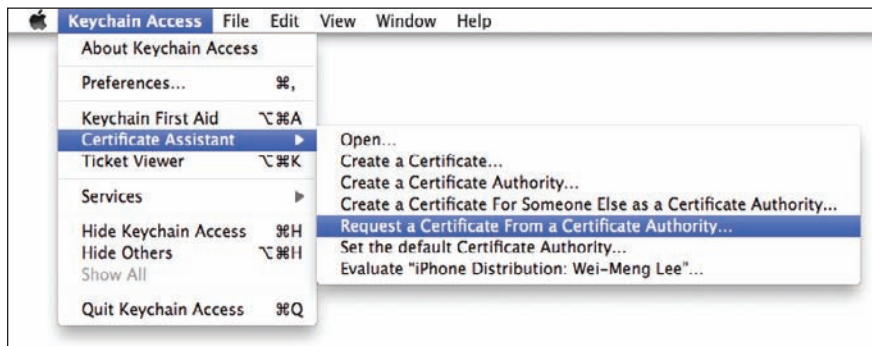 Keychain Access File Edit View Window Help
About Keychain Access
Preferences... ⌘,
Keychain First Aid ⌥⌘A
Certificate Assistant ▶
Ticket Viewer ⌥⌘K
Services ▶
Hide Keychain Access ⌘H
Hide Others ⌥⌘H
Show All
Quit Keychain Access ⌘Q
Open...
Create a Certificate...
Create a Certificate Authority...
Create a Certificate For Someone Else as a Certificate Authority...
Request a Certificate From a Certificate Authority...
Set the default Certificate Authority...
Evaluate “iPhone Distribution: Wei-Meng Lee”...